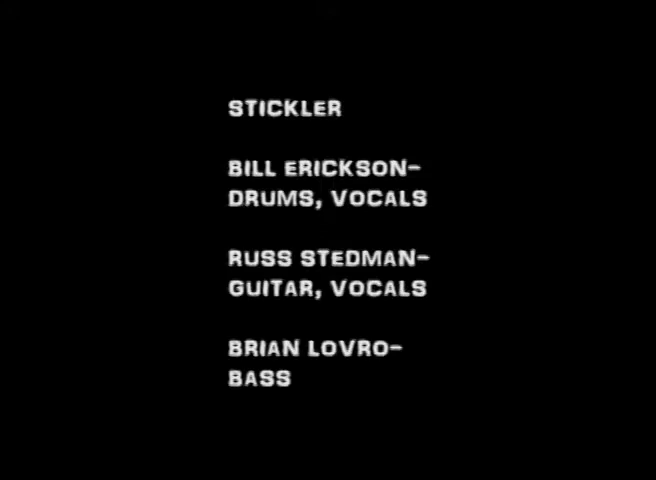 STICKLER
BILL ERICKSON-
DRUMS, VOCALS
RUSS STEDMAN-
GUITAR, VOCALS
BRIAN LOVRO-
BASS